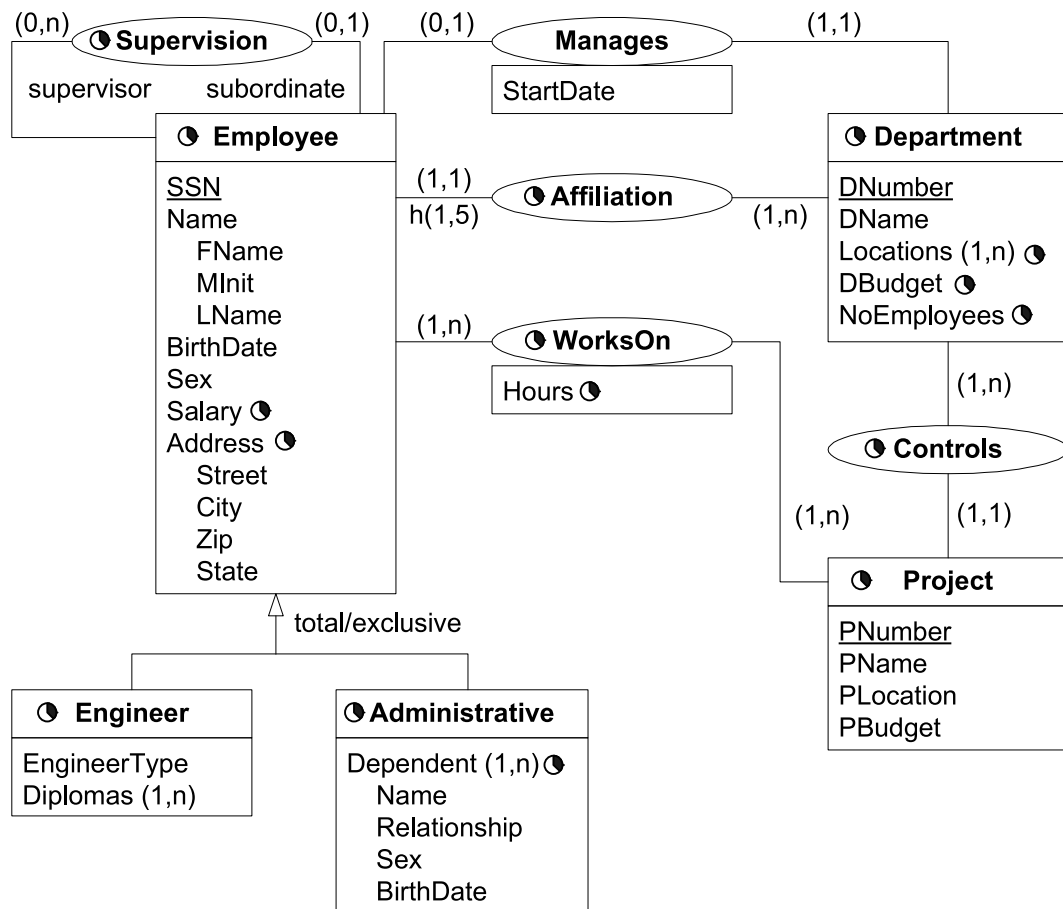 (0,n)
Supervision
(0,1)
supervisor
subordinate
(0,1)
Manages
(1,1)
StartDate
Employee
SSN
Name
FName
MInit
LName
BirthDate
Sex
Salary
Address
Street
City
Zip
State
(1,1)
h(1,5)
Affiliation
(1,n)
Department
DNumber
DName
Locations (1,n)
DBudget
NoEmployees
(1,n)
WorksOn
Hours
(1,n)
(1,n)
Controls
(1,1)
Project
PNumber
PName
PLocation
PBudget
total/exclusive
Engineer
EngineerType
Diplomas (1,n)
Administrative
Dependent (1,n)
Name
Relationship
Sex
BirthDate